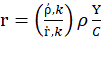 r = (ρ̇,k / ṙ,k) ρ Y/C